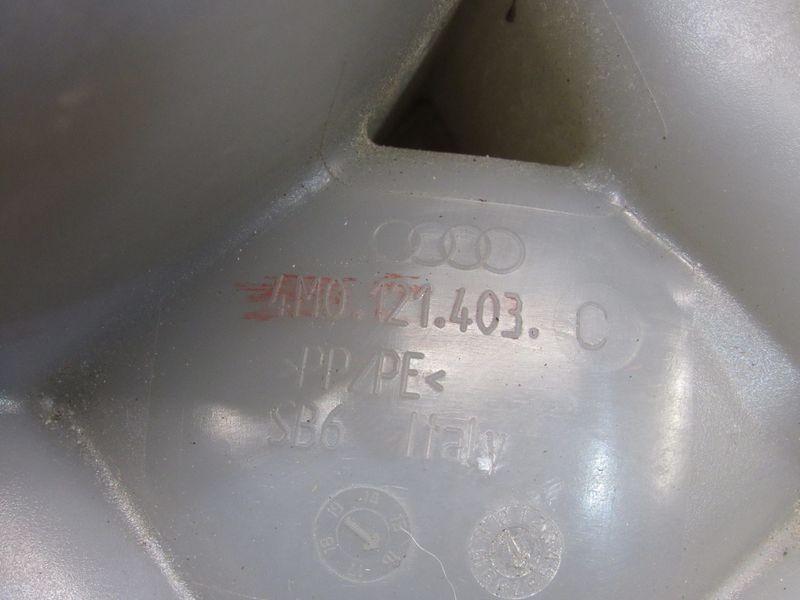 4M0.121.403. C
>PP/PE<
SB6 Italy